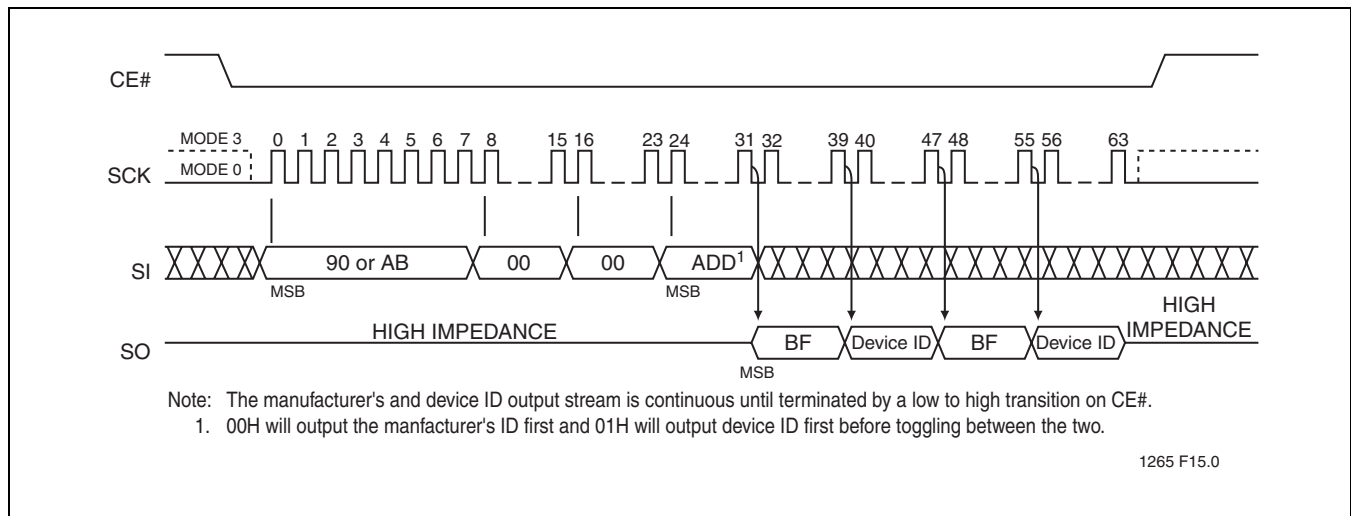 CE#
MODE 3 0 1 2 3 4 5 6 7 8 15 16 23 24 31 32 39 40 47 48 55 56 63
SCK MODE 0
SI 90 or AB 00 00 ADD1
MSB MSB
HIGH IMPEDANCE HIGH IMPEDANCE
SO BF Device ID BF Device ID
MSB
Note: The manufacturer's and device ID output stream is continuous until terminated by a low to high transition on CE#.
1. 00H will output the manfacturer's ID first and 01H will output device ID first before toggling between the two.
1265 F15.0